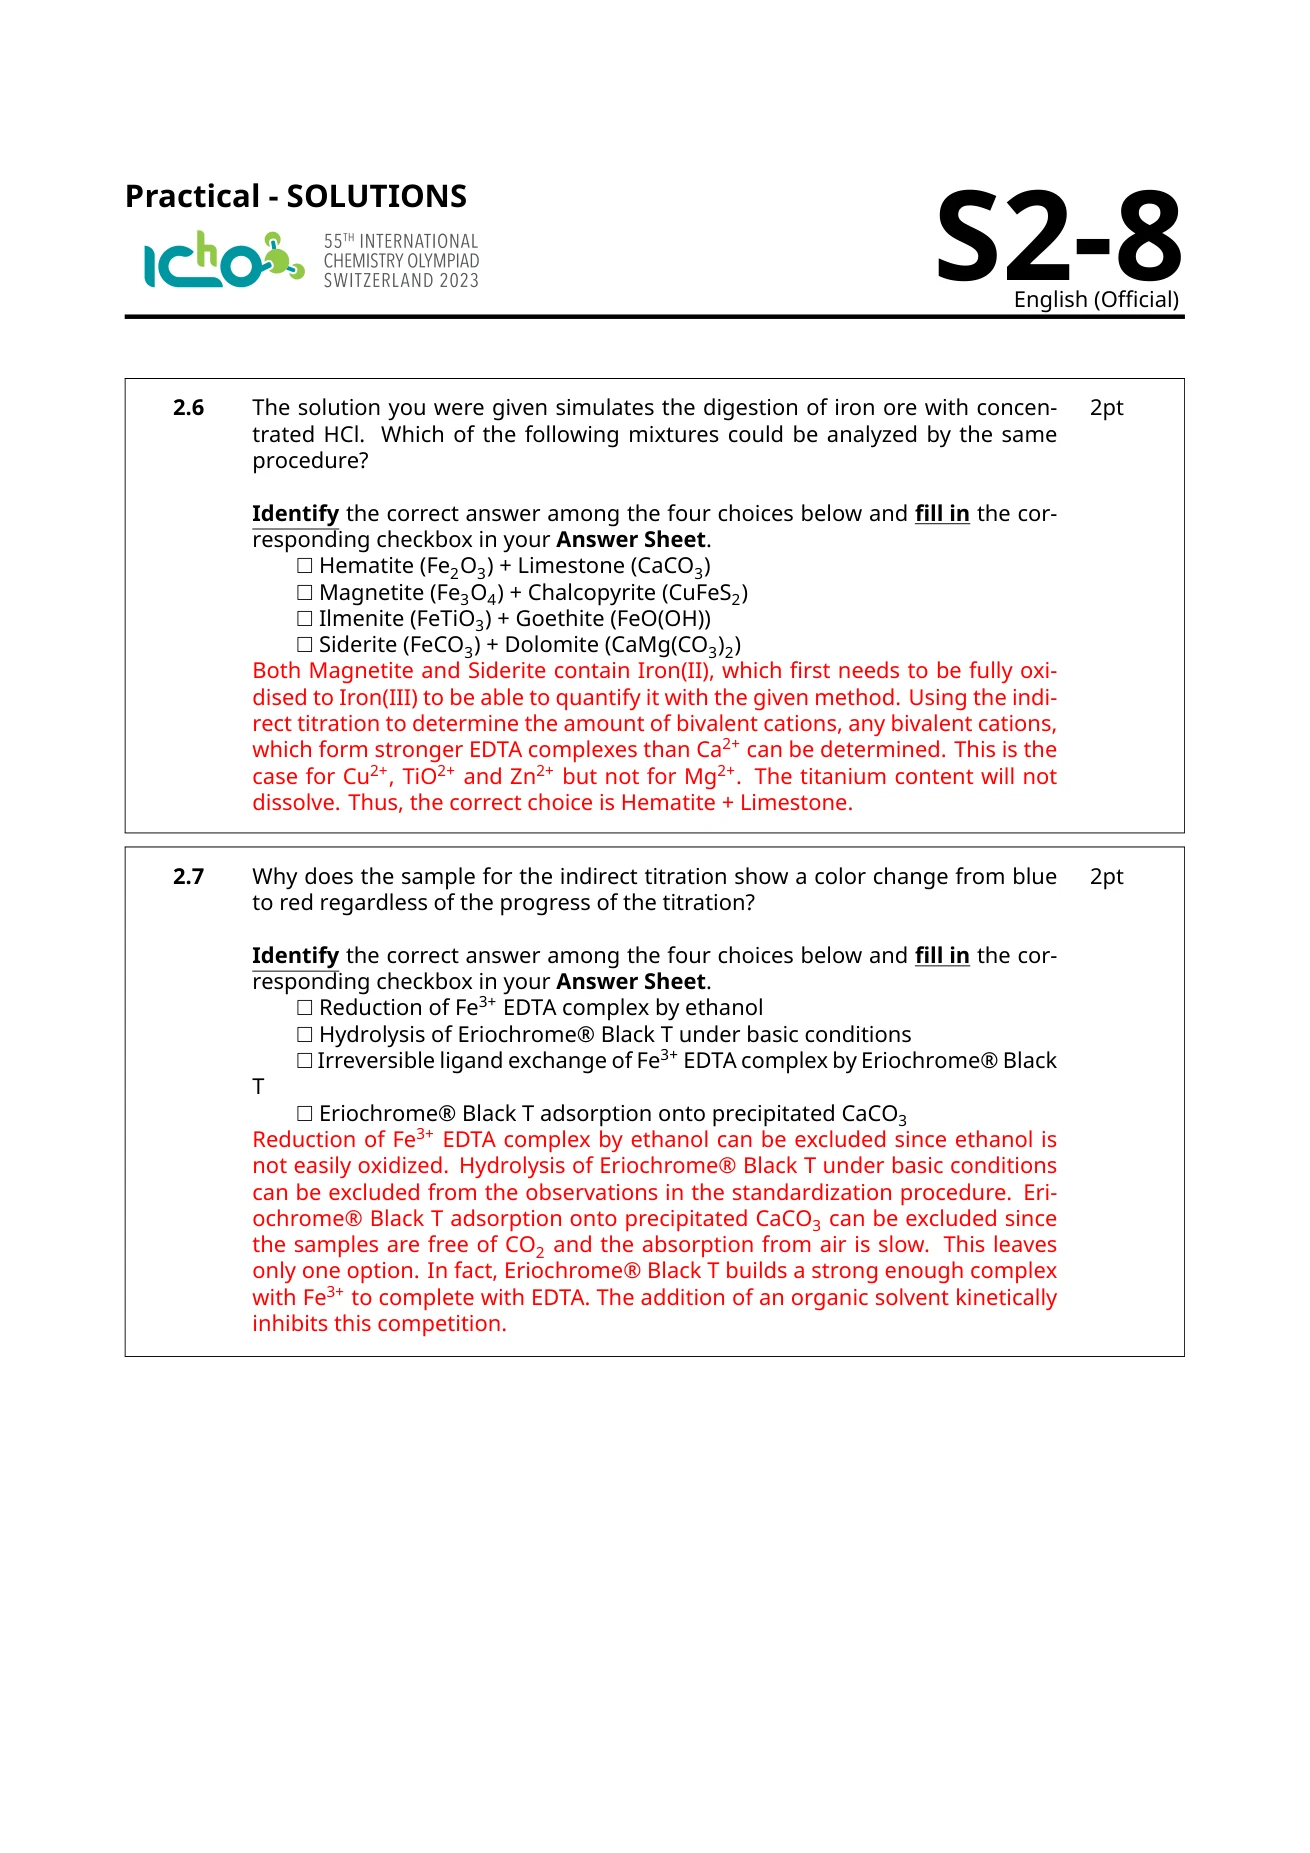 Practical - SOLUTIONS
IChO
55TH INTERNATIONAL
CHEMISTRY OLYMPIAD
SWITZERLAND 2023
S2-8
English (Official)
2.6 The solution you were given simulates the digestion of iron ore with concen- 2pt
trated HCl. Which of the following mixtures could be analyzed by the same
procedure?
Identify the correct answer among the four choices below and fill in the cor-
responding checkbox in your Answer Sheet.
☐ Hematite (Fe₂O₃) + Limestone (CaCO₃)
☐ Magnetite (Fe₃O₄) + Chalcopyrite (CuFeS₂)
☐ Ilmenite (FeTiO₃) + Goethite (FeO(OH))
☐ Siderite (FeCO₃) + Dolomite (CaMg(CO₃)₂)
Both Magnetite and Siderite contain Iron(II), which first needs to be fully oxi-
dised to Iron(III) to be able to quantify it with the given method. Using the indi-
rect titration to determine the amount of bivalent cations, any bivalent cations,
which form stronger EDTA complexes than Ca²⁺ can be determined. This is the
case for Cu²⁺, TiO²⁺ and Zn²⁺ but not for Mg²⁺. The titanium content will not
dissolve. Thus, the correct choice is Hematite + Limestone.
2.7 Why does the sample for the indirect titration show a color change from blue 2pt
to red regardless of the progress of the titration?
Identify the correct answer among the four choices below and fill in the cor-
responding checkbox in your Answer Sheet.
☐ Reduction of Fe³⁺ EDTA complex by ethanol
☐ Hydrolysis of Eriochrome® Black T under basic conditions
☐ Irreversible ligand exchange of Fe³⁺ EDTA complex by Eriochrome® Black
T
☐ Eriochrome® Black T adsorption onto precipitated CaCO₃
Reduction of Fe³⁺ EDTA complex by ethanol can be excluded since ethanol is
not easily oxidized. Hydrolysis of Eriochrome® Black T under basic conditions
can be excluded from the observations in the standardization procedure. Eri-
ochrome® Black T adsorption onto precipitated CaCO₃ can be excluded since
the samples are free of CO₂ and the absorption from air is slow. This leaves
only one option. In fact, Eriochrome® Black T builds a strong enough complex
with Fe³⁺ to complete with EDTA. The addition of an organic solvent kinetically
inhibits this competition.